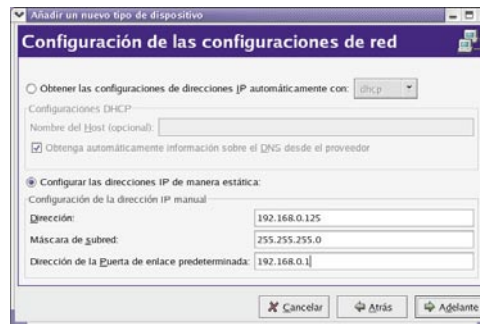 Añadir un nuevo tipo de dispositivo
Configuración de las configuraciones de red
Obtener las configuraciones de direcciones IP automáticamente con: dhcp
Configuraciones DHCP
Nombre del Host (opcional):
Obtenga automáticamente información sobre el DNS desde el proveedor
Configurar las direcciones IP de manera estática:
Configuración de la dirección IP manual
Dirección: 192.168.0.125
Máscara de subred: 255.255.255.0
Dirección de la Puerta de enlace predeterminada: 192.168.0.1
Cancelar Atrás Adelante